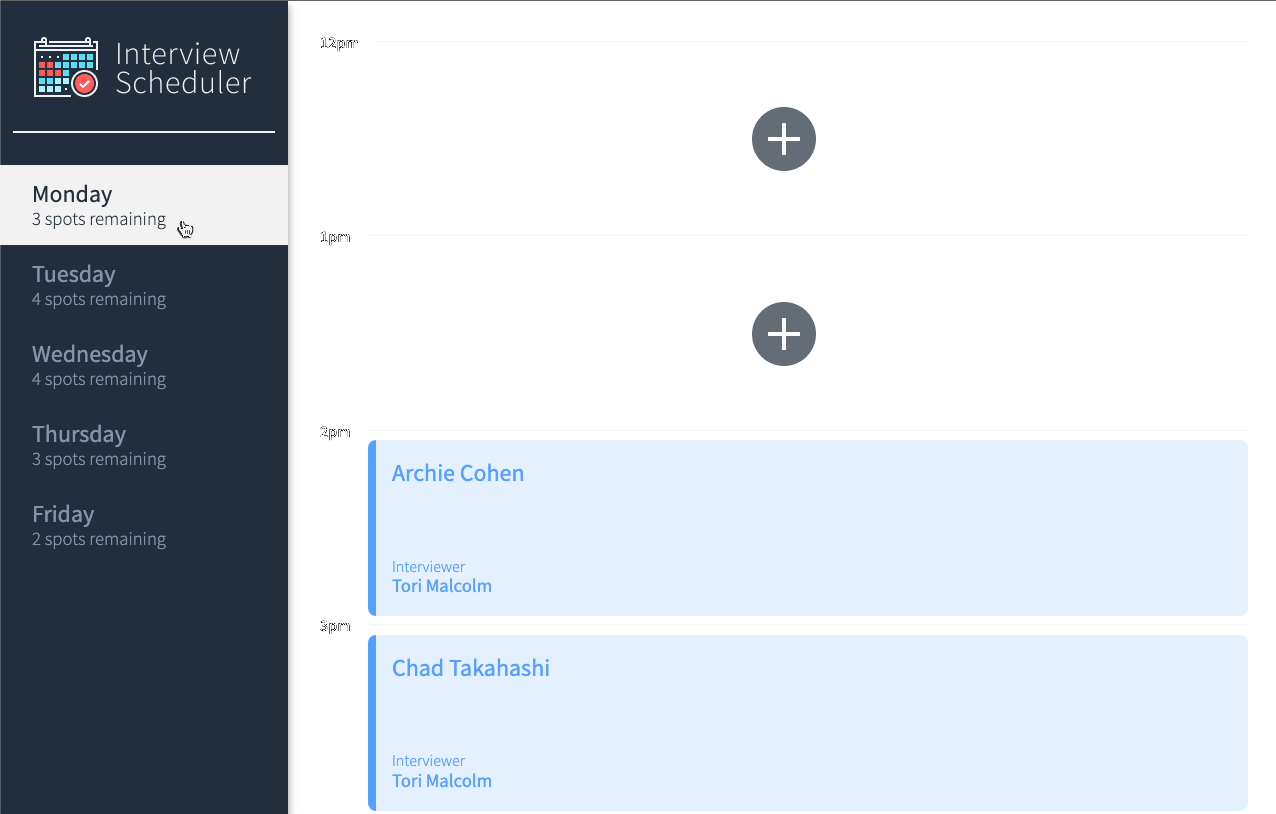 Interview
Scheduler
Monday
3 spots remaining
Tuesday
4 spots remaining
Wednesday
4 spots remaining
Thursday
3 spots remaining
Friday
2 spots remaining
12pm
1pm
2pm
Archie Cohen
Interviewer
Tori Malcolm
3pm
Chad Takahashi
Interviewer
Tori Malcolm